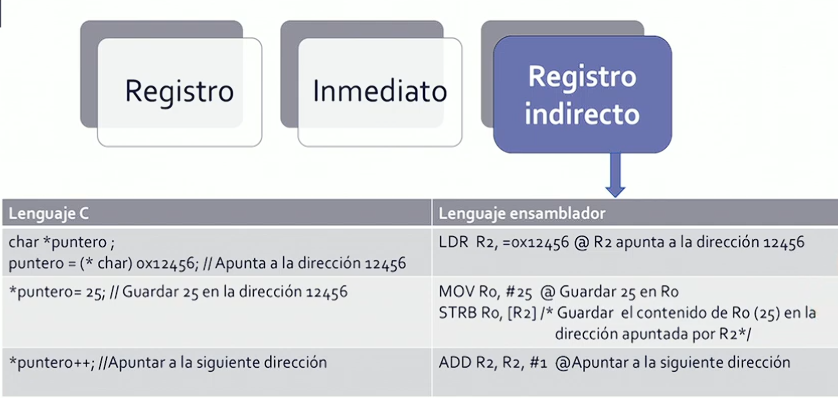 Registro
Inmediato
Registro
indirecto
Lenguaje C
Lenguaje ensamblador
char *puntero ;
puntero = (* char) 0x12456; // Apunta a la dirección 12456
LDR R2, =0x12456 @ R2 apunta a la dirección 12456
*puntero= 25; // Guardar 25 en la dirección 12456
MOV R0, #25 @ Guardar 25 en R0
STRB R0, [R2] /* Guardar el contenido de R0 (25) en la
dirección apuntada por R2*/
*puntero++; //Apuntar a la siguiente dirección
ADD R2, R2, #1 @Apuntar a la siguiente dirección